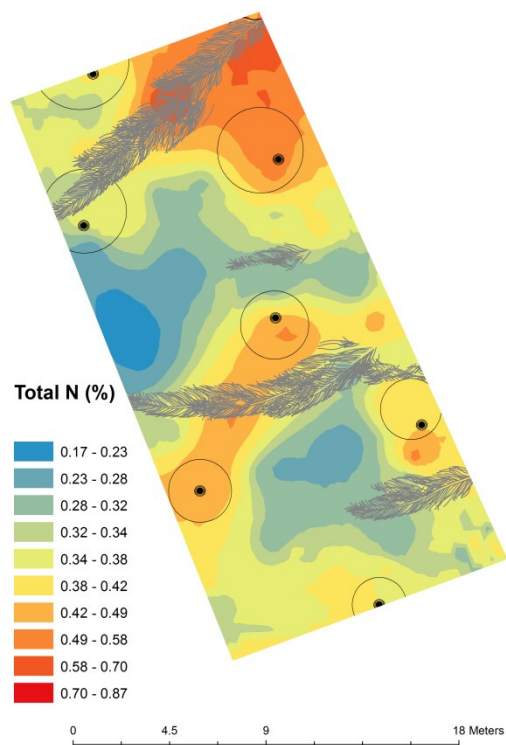 Total N (%)
0.17 - 0.23
0.23 - 0.28
0.28 - 0.32
0.32 - 0.34
0.34 - 0.38
0.38 - 0.42
0.42 - 0.49
0.49 - 0.58
0.58 - 0.70
0.70 - 0.87
0 4.5 9 18 Meters